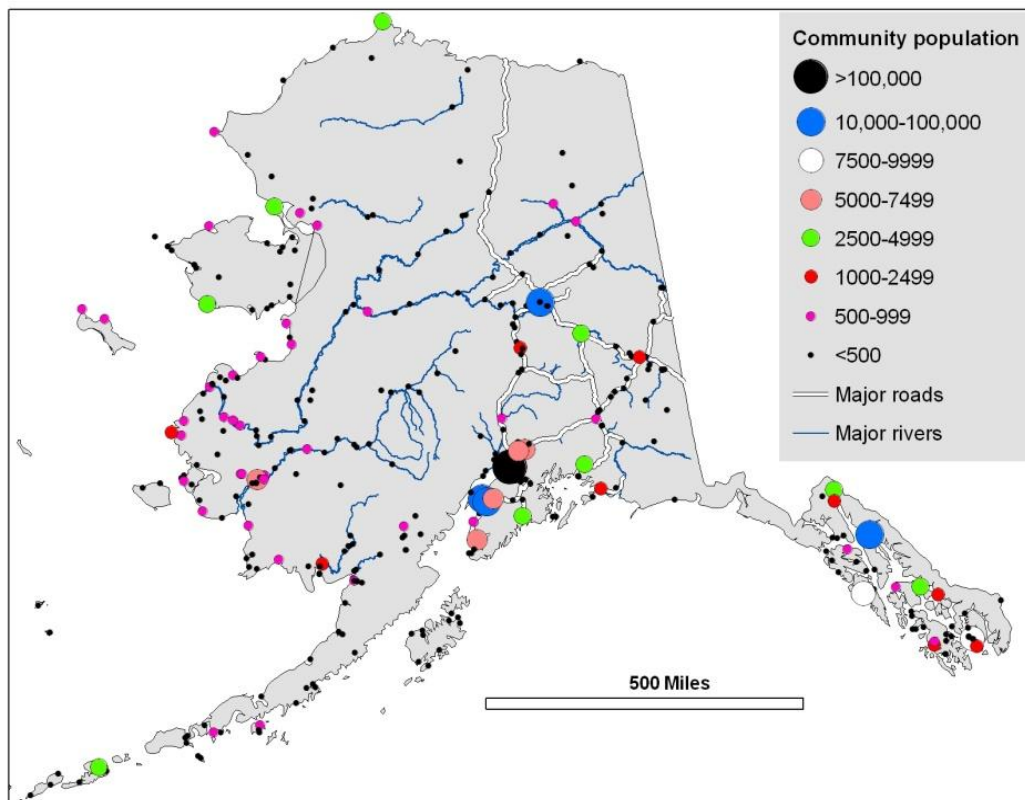 Community population
>100,000
10,000-100,000
7500-9999
5000-7499
2500-4999
1000-2499
500-999
<500
Major roads
Major rivers
500 Miles